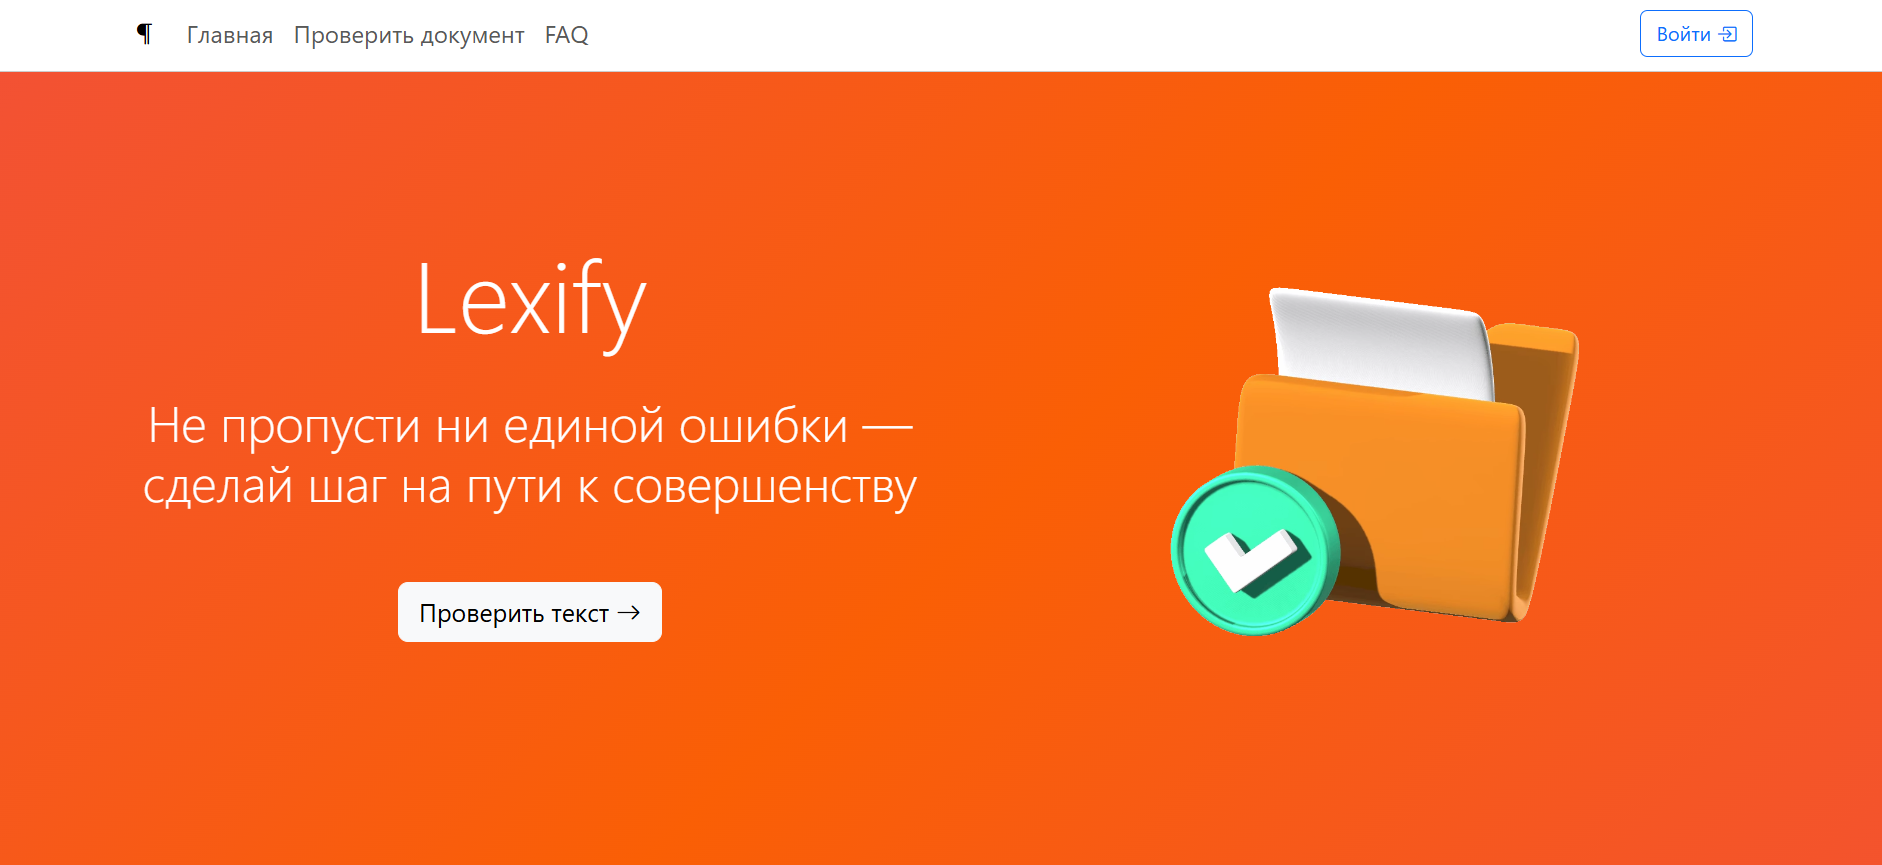 ¶ Главная Проверить документ FAQ Войти
Lexify
Не пропусти ни единой ошибки —
сделай шаг на пути к совершенству
Проверить текст →